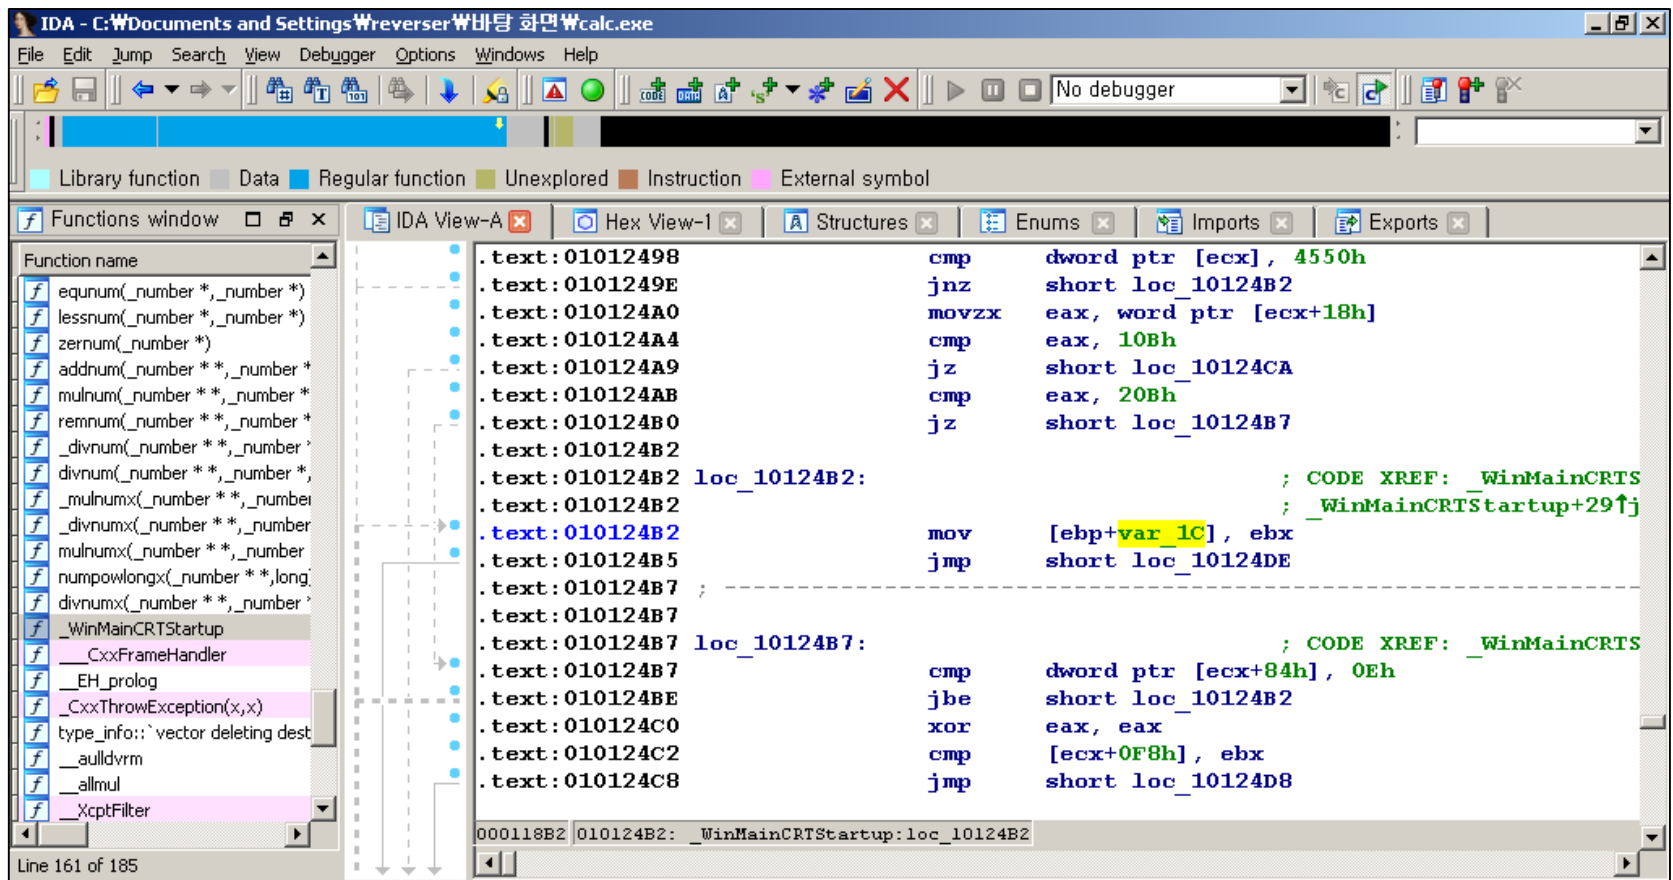 IDA - C:₩Documents and Settings₩reverser₩바탕 화면₩calc.exe
File Edit Jump Search View Debugger Options Windows Help
No debugger
Library function Data Regular function Unexplored Instruction External symbol
Functions window
IDA View-A Hex View-1 Structures Enums Imports Exports
Function name
equnum(_number *,_number *)
lessnum(_number *,_number *)
zernum(_number *)
addnum(_number * *,_number *
mulnum(_number * *,_number *
remnum(_number * *,_number *
_divnum(_number * *,_number *
divnum(_number * *,_number *,
_mulnumx(_number * *,_number
_divnumx(_number * *,_number
mulnumx(_number * *,_number
numpowlongx(_number * *,long)
divnumx(_number * *,_number *
_WinMainCRTStartup
___CxxFrameHandler
__EH_prolog
_CxxThrowException(x,x)
type_info::`vector deleting dest
__aulldvrm
__allmul
__XcptFilter
Line 161 of 185
.text:01012498 cmp dword ptr [ecx], 4550h
.text:0101249E jnz short loc_10124B2
.text:010124A0 movzx eax, word ptr [ecx+18h]
.text:010124A4 cmp eax, 10Bh
.text:010124A9 jz short loc_10124CA
.text:010124AB cmp eax, 20Bh
.text:010124B0 jz short loc_10124B7
.text:010124B2
.text:010124B2 loc_10124B2: ; CODE XREF: _WinMainCRTS
.text:010124B2 ; _WinMainCRTStartup+29↑j
.text:010124B2 mov [ebp+var_1C], ebx
.text:010124B5 jmp short loc_10124DE
.text:010124B7 ; ---------------------------------------------------------------------------
.text:010124B7
.text:010124B7 loc_10124B7: ; CODE XREF: _WinMainCRTS
.text:010124B7 cmp dword ptr [ecx+84h], 0Eh
.text:010124BE jbe short loc_10124B2
.text:010124C0 xor eax, eax
.text:010124C2 cmp [ecx+0F8h], ebx
.text:010124C8 jmp short loc_10124D8
000118B2 010124B2: _WinMainCRTStartup:loc_10124B2